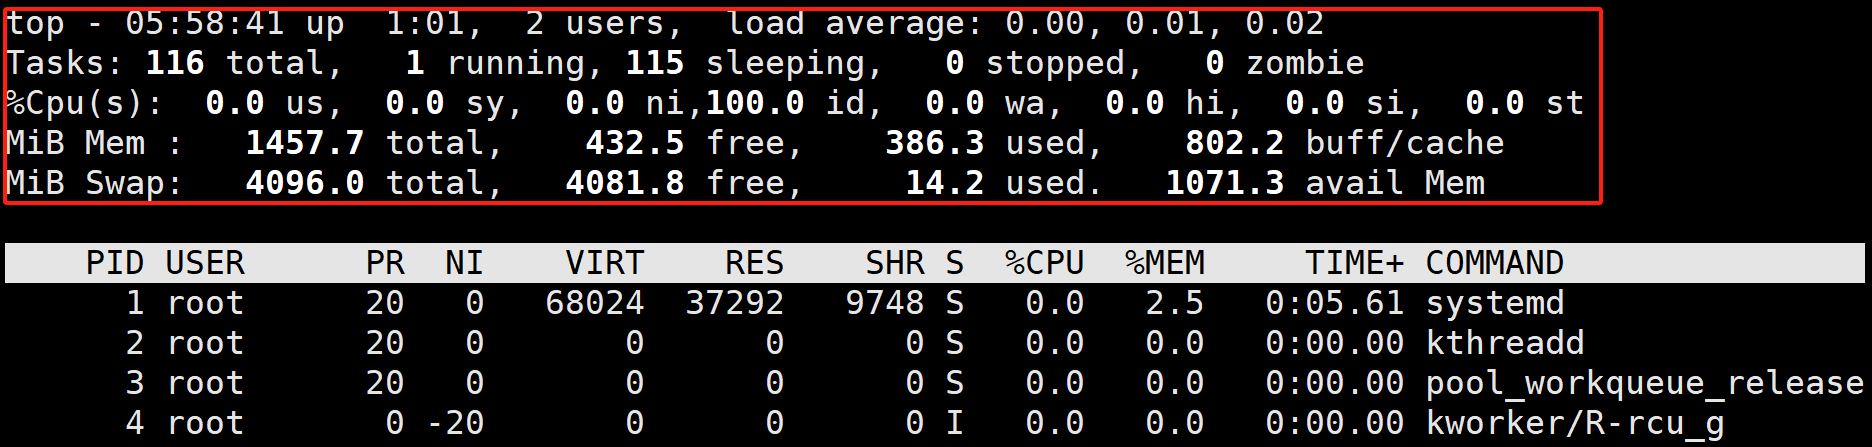 top - 05:58:41 up  1:01,  2 users,  load average: 0.00, 0.01, 0.02
Tasks: 116 total,   1 running, 115 sleeping,   0 stopped,   0 zombie
%Cpu(s):  0.0 us,  0.0 sy,  0.0 ni,100.0 id,  0.0 wa,  0.0 hi,  0.0 si,  0.0 st
MiB Mem :   1457.7 total,    432.5 free,    386.3 used,    802.2 buff/cache
MiB Swap:   4096.0 total,   4081.8 free,     14.2 used.   1071.3 avail Mem
    PID USER      PR  NI    VIRT    RES    SHR S  %CPU  %MEM     TIME+ COMMAND
      1 root      20   0   68024  37292   9748 S   0.0   2.5   0:05.61 systemd
      2 root      20   0       0      0      0 S   0.0   0.0   0:00.00 kthreadd
      3 root      20   0       0      0      0 S   0.0   0.0   0:00.00 pool_workqueue_release
      4 root       0 -20       0      0      0 I   0.0   0.0   0:00.00 kworker/R-rcu_g